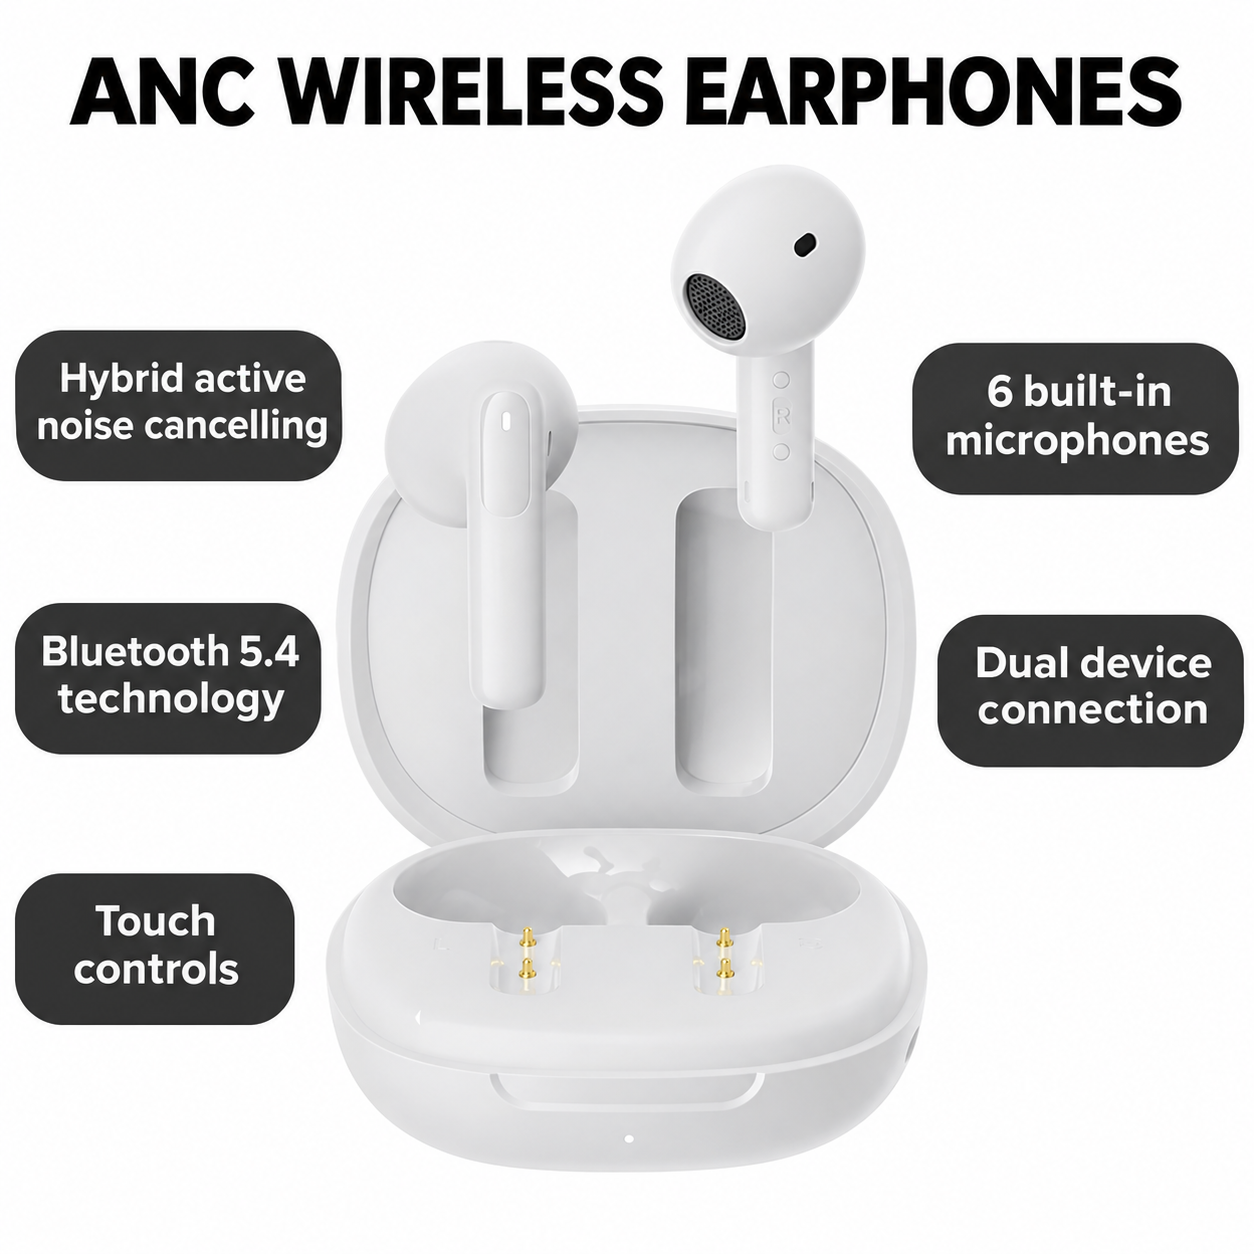 ANC WIRELESS EARPHONES
Hybrid active
noise cancelling
6 built-in
microphones
R
Bluetooth 5.4
technology
Dual device
connection
Touch
controls